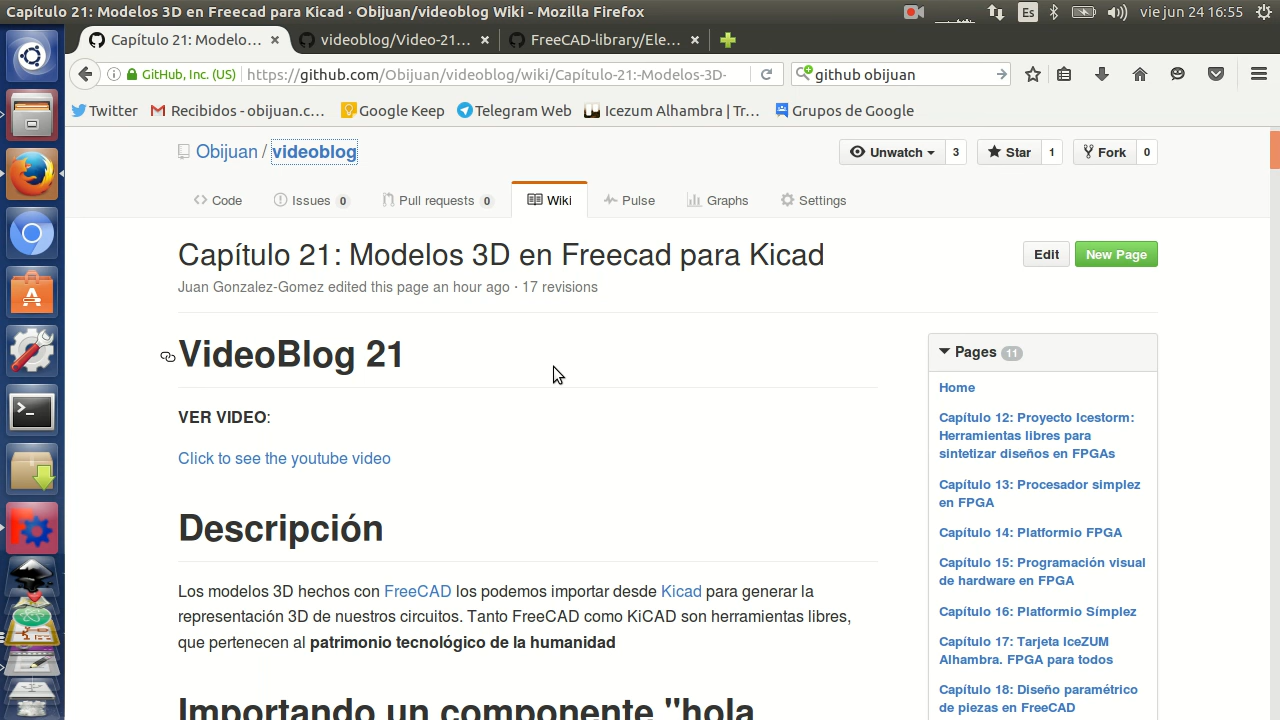 Capítulo 21: Modelos 3D en Freecad para Kicad · Obijuan/videoblog Wiki - Mozilla Firefox
Es
vie jun 24 16:55
Capítulo 21: Modelo... ×
videoblog/Video-21... ×
FreeCAD-library/Ele... ×
GitHub, Inc. (US)
https://github.com/Obijuan/videoblog/wiki/Capítulo-21:-Modelos-3D-
github obijuan
Twitter
Recibidos - obijuan.c...
Google Keep
Telegram Web
Icezum Alhambra | Tr...
Grupos de Google
Obijuan / videoblog
Unwatch 3
Star 1
Fork 0
Code
Issues 0
Pull requests 0
Wiki
Pulse
Graphs
Settings
Capítulo 21: Modelos 3D en Freecad para Kicad
Edit
New Page
Juan Gonzalez-Gomez edited this page an hour ago · 17 revisions
VideoBlog 21
VER VIDEO:
Click to see the youtube video
Descripción
Los modelos 3D hechos con FreeCAD los podemos importar desde Kicad para generar la
representación 3D de nuestros circuitos. Tanto FreeCAD como KiCAD son herramientas libres,
que pertenecen al patrimonio tecnológico de la humanidad
Importando un componente "hola
Pages 11
Home
Capítulo 12: Proyecto Icestorm:
Herramientas libres para
sintetizar diseños en FPGAs
Capítulo 13: Procesador simplez
en FPGA
Capítulo 14: Platformio FPGA
Capítulo 15: Programación visual
de hardware en FPGA
Capítulo 16: Platformio Símplez
Capítulo 17: Tarjeta IceZUM
Alhambra. FPGA para todos
Capítulo 18: Diseño paramétrico
de piezas en FreeCAD